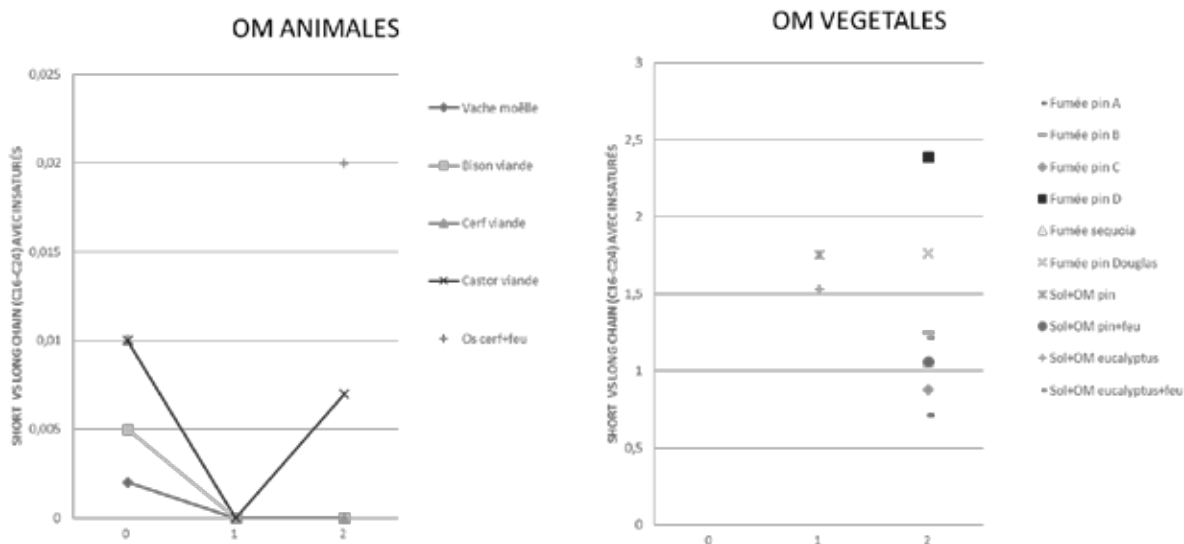 OM ANIMALES
SHORT VS LONG CHAIN (C16-C24) AVEC INSATURÉS
0,025
0,02
0,015
0,01
0,005
0
0
1
2
Vache moëlle
Bison viande
Cerf viande
Castor viande
Os cerf+feu
OM VEGETALES
SHORT VS LONG CHAIN (C16-C24) AVEC INSATURÉS
3
2,5
2
1,5
1
0,5
0
0
1
2
Fumée pin A
Fumée pin B
Fumée pin C
Fumée pin D
Fumée sequoia
Fumée pin Douglas
Sol+OM pin
Sol+OM pin+feu
Sol+OM eucalyptus
Sol+OM eucalyptus+feu